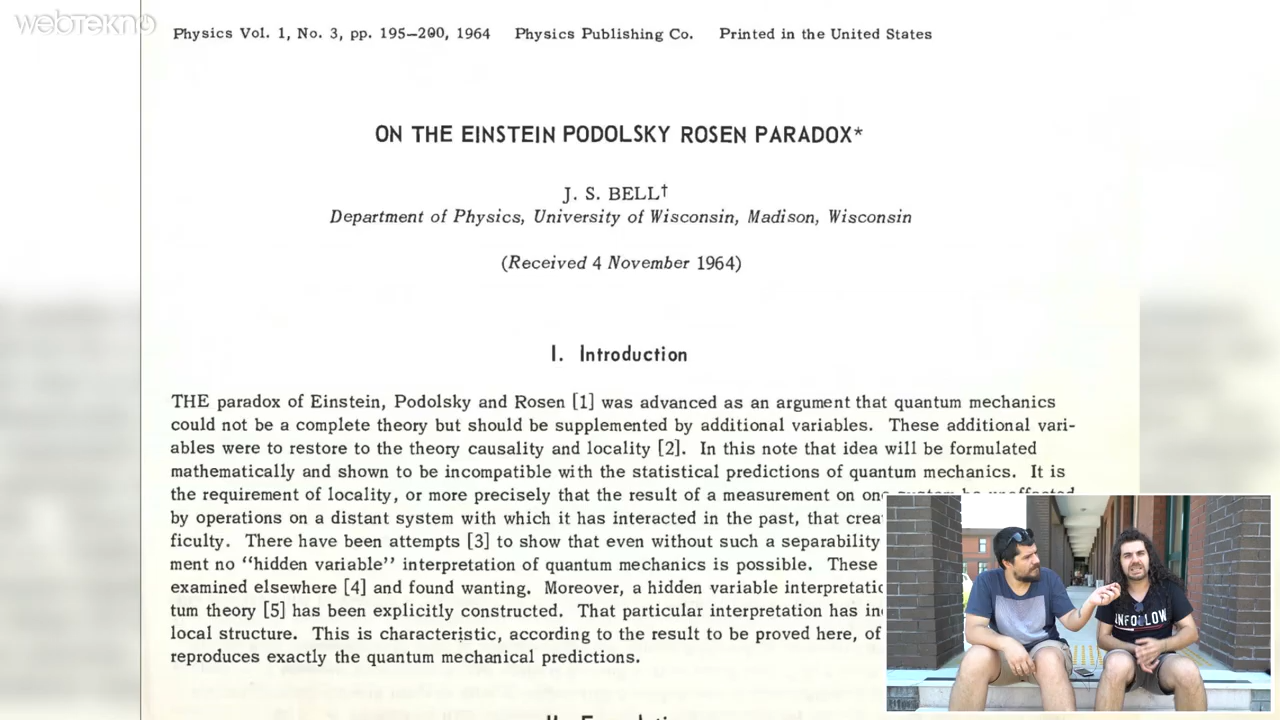 webtekno
Physics Vol. 1, No. 3, pp. 195—200, 1964 Physics Publishing Co. Printed in the United States
ON THE EINSTEIN PODOLSKY ROSEN PARADOX*
J. S. BELL†
Department of Physics, University of Wisconsin, Madison, Wisconsin
(Received 4 November 1964)
I. Introduction
THE paradox of Einstein, Podolsky and Rosen [1] was advanced as an argument that quantum mechanics
could not be a complete theory but should be supplemented by additional variables. These additional vari-
ables were to restore to the theory causality and locality [2]. In this note that idea will be formulated
mathematically and shown to be incompatible with the statistical predictions of quantum mechanics. It is
the requirement of locality, or more precisely that the result of a measurement on one
by operations on a distant system with which it has interacted in the past, that crea
ficulty. There have been attempts [3] to show that even without such a separability
ment no “hidden variable” interpretation of quantum mechanics is possible. These
examined elsewhere [4] and found wanting. Moreover, a hidden variable interpretatio
tum theory [5] has been explicitly constructed. That particular interpretation has in
local structure. This is characteristic, according to the result to be proved here, of
reproduces exactly the quantum mechanical predictions.
UNFOLLOW